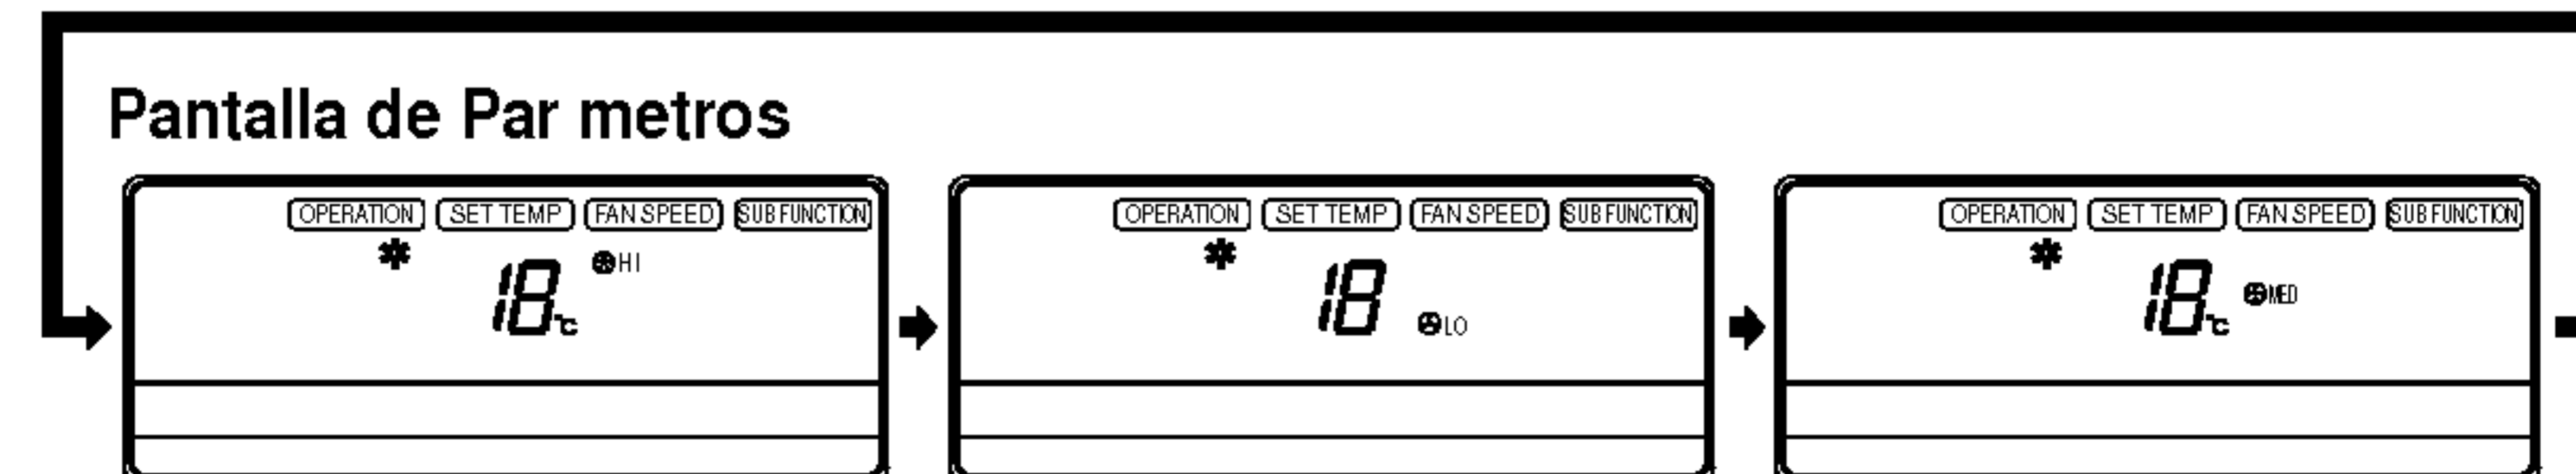 Pantalla de Par metros
OPERATION SET TEMP FAN SPEED SUB FUNCTION
18°C HI
OPERATION SET TEMP FAN SPEED SUB FUNCTION
18 LO
OPERATION SET TEMP FAN SPEED SUB FUNCTION
18°C MED